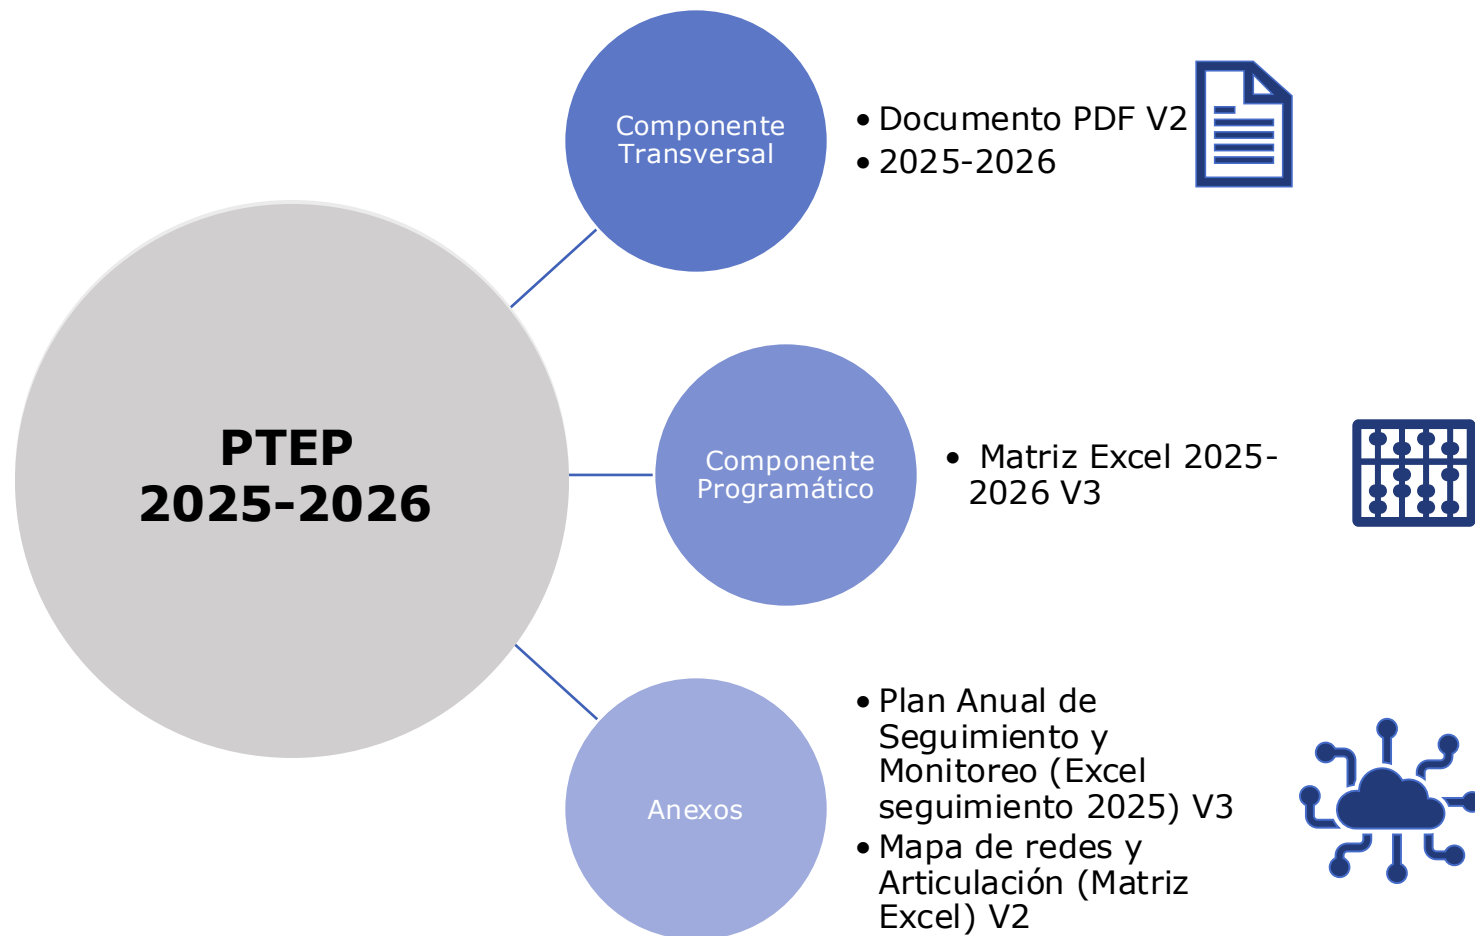 PTEP
2025-2026
Componente
Transversal
• Documento PDF V2
• 2025-2026
Componente
Programático
• Matriz Excel 2025-
2026 V3
Anexos
• Plan Anual de
Seguimiento y
Monitoreo (Excel
seguimiento 2025) V3
• Mapa de redes y
Articulación (Matriz
Excel) V2